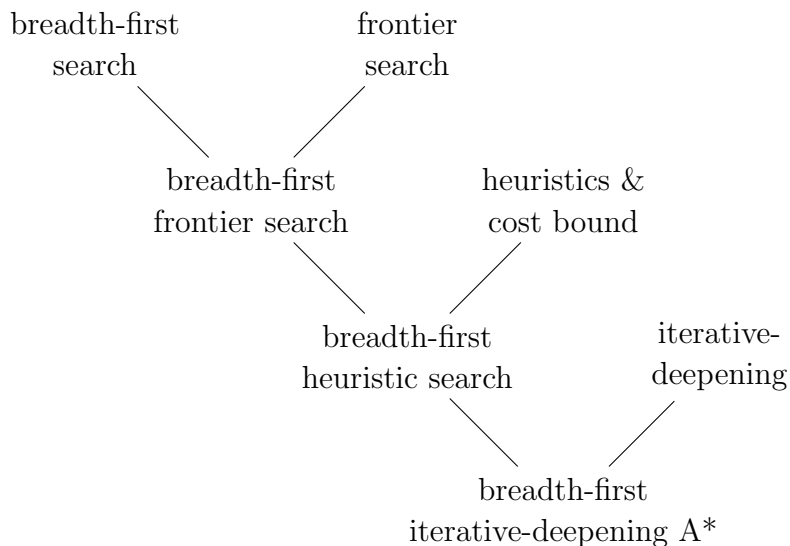 breadth-first
search
frontier
search
breadth-first
frontier search
heuristics &
cost bound
breadth-first
heuristic search
iterative-
deepening
breadth-first
iterative-deepening A*